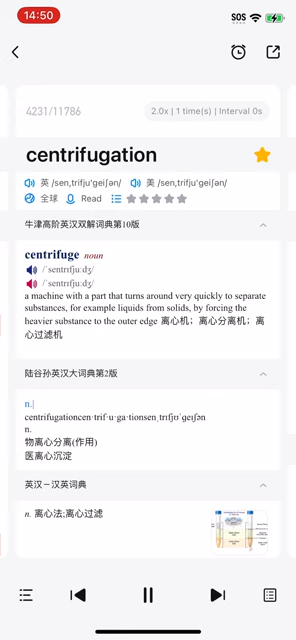 14:50
SOS
4231/11786
2.0x | 1 time(s) | Interval 0s
centrifugation
英 /sen,trifju'ɡeiʃən/ 美 /sen,trifju'ɡeiʃən/
全球 Read
牛津高阶英汉双解词典第10版
centrifuge noun
/ˈsentrɪfjuːdʒ/
/ˈsentrɪfjuːdʒ/
a machine with a part that turns around very quickly to separate
substances, for example liquids from solids, by forcing the
heavier substance to the outer edge 离心机；离心分离机；离
心过滤机
陆谷孙英汉大词典第2版
n.|
centrifugationcen·trif·u·ga·tionsenˌtrɪfjʊˈɡeɪʃən
n.
物离心分离(作用)
医离心沉淀
英汉－汉英词典
n. 离心法;离心过滤